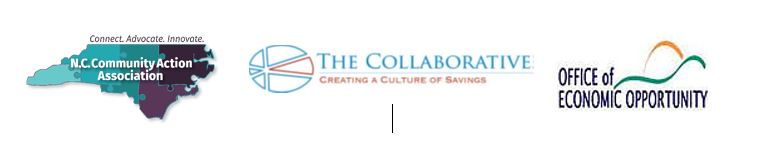 Connect. Advocate. Innovate.
N.C. Community Action
Association
THE COLLABORATIVE
CREATING A CULTURE OF SAVINGS
OFFICE of
ECONOMIC OPPORTUNITY